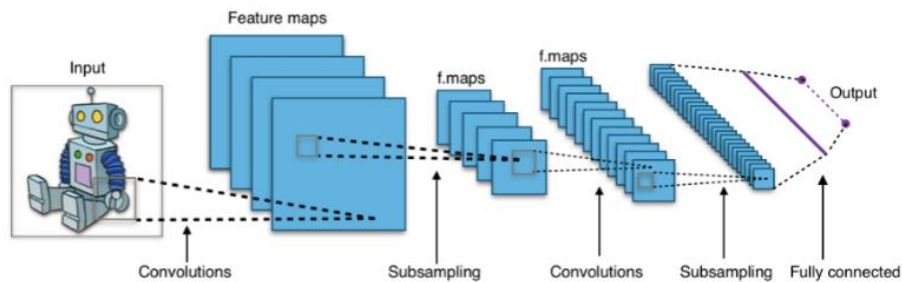 Feature maps
Input
f.maps
f.maps
Output
Convolutions
Subsampling
Convolutions
Subsampling
Fully connected